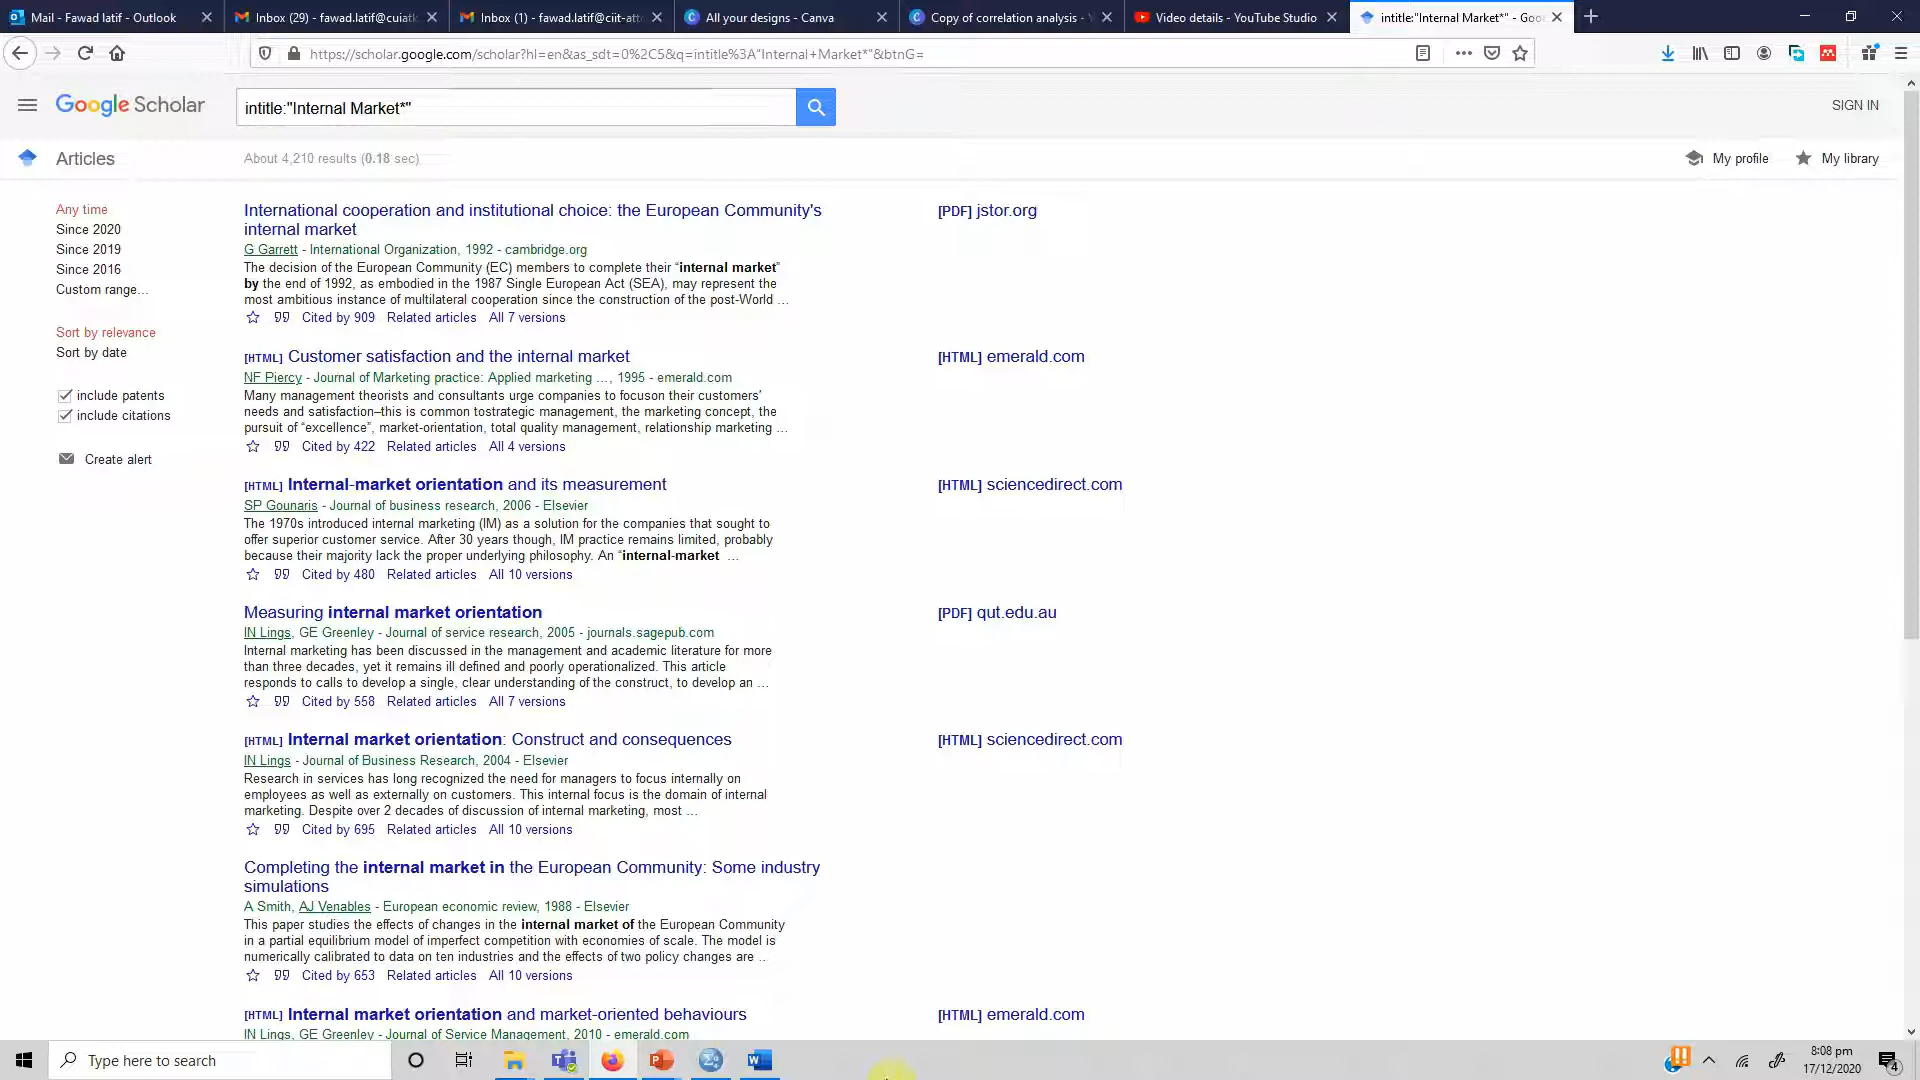 Mail - Fawad latif - Outlook
Inbox (29) - fawad.latif@cuiatk
Inbox (1) - fawad.latif@ciit-att
All your designs - Canva
Copy of correlation analysis -
Video details - YouTube Studio
intitle:"Internal Market*" - Goo
https://scholar.google.com/scholar?hl=en&as_sdt=0%2C5&q=intitle%3A"Internal+Market*"&btnG=
Google Scholar
intitle:"Internal Market*"
SIGN IN
Articles
About 4,210 results (0.18 sec)
My profile
My library
Any time
Since 2020
Since 2019
Since 2016
Custom range...
Sort by relevance
Sort by date
include patents
include citations
Create alert
International cooperation and institutional choice: the European Community's
internal market
[PDF] jstor.org
G Garrett - International Organization, 1992 - cambridge.org
The decision of the European Community (EC) members to complete their “internal market”
by the end of 1992, as embodied in the 1987 Single European Act (SEA), may represent the
most ambitious instance of multilateral cooperation since the construction of the post-World …
Cited by 909 Related articles All 7 versions
[HTML] Customer satisfaction and the internal market
[HTML] emerald.com
NF Piercy - Journal of Marketing practice: Applied marketing …, 1995 - emerald.com
Many management theorists and consultants urge companies to focuson their customers’
needs and satisfaction–this is common tostrategic management, the marketing concept, the
pursuit of “excellence”, market-orientation, total quality management, relationship marketing …
Cited by 422 Related articles All 4 versions
[HTML] Internal-market orientation and its measurement
[HTML] sciencedirect.com
SP Gounaris - Journal of business research, 2006 - Elsevier
The 1970s introduced internal marketing (IM) as a solution for the companies that sought to
offer superior customer service. After 30 years though, IM practice remains limited, probably
because their majority lack the proper underlying philosophy. An “internal-market …
Cited by 480 Related articles All 10 versions
Measuring internal market orientation
[PDF] qut.edu.au
IN Lings, GE Greenley - Journal of service research, 2005 - journals.sagepub.com
Internal marketing has been discussed in the management and academic literature for more
than three decades, yet it remains ill defined and poorly operationalized. This article
responds to calls to develop a single, clear understanding of the construct, to develop an …
Cited by 558 Related articles All 7 versions
[HTML] Internal market orientation: Construct and consequences
[HTML] sciencedirect.com
IN Lings - Journal of Business Research, 2004 - Elsevier
Research in services has long recognized the need for managers to focus internally on
employees as well as externally on customers. This internal focus is the domain of internal
marketing. Despite over 2 decades of discussion of internal marketing, most …
Cited by 695 Related articles All 10 versions
Completing the internal market in the European Community: Some industry
simulations
A Smith, AJ Venables - European economic review, 1988 - Elsevier
This paper studies the effects of changes in the internal market of the European Community
in a partial equilibrium model of imperfect competition with economies of scale. The model is
numerically calibrated to data on ten industries and the effects of two policy changes are …
Cited by 653 Related articles All 10 versions
[HTML] Internal market orientation and market-oriented behaviours
[HTML] emerald.com
IN Lings, GE Greenley - Journal of Service Management, 2010 - emerald.com
Type here to search
8:08 pm
17/12/2020
4